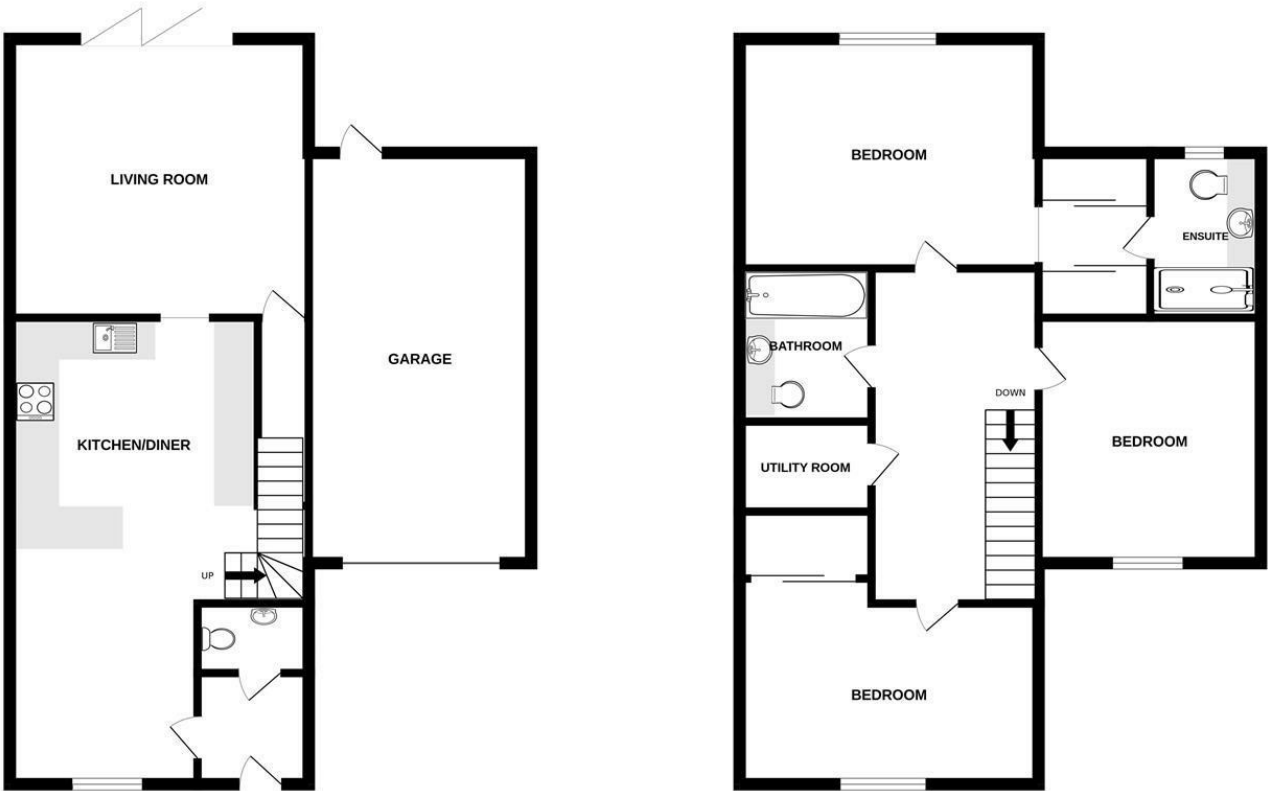 LIVING ROOM
GARAGE
KITCHEN/DINER
UP
BEDROOM
ENSUITE
BATHROOM
DOWN
BEDROOM
UTILITY ROOM
BEDROOM